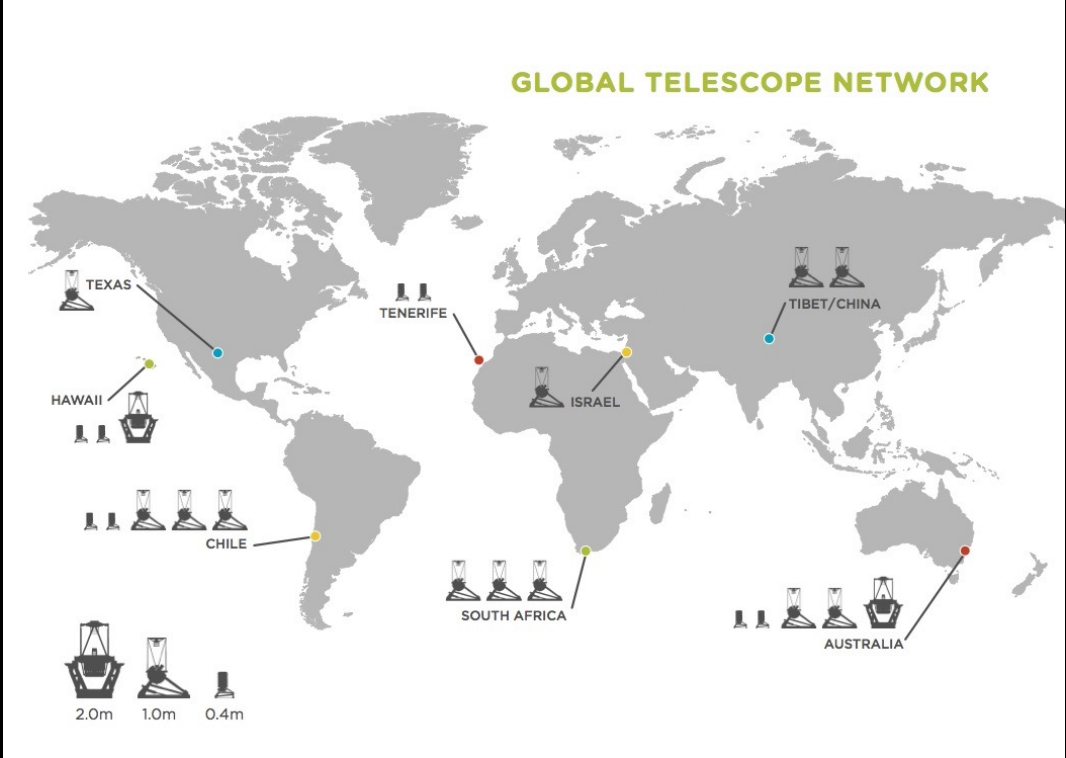 GLOBAL TELESCOPE NETWORK
TEXAS
TENERIFE
TIBET/CHINA
HAWAII
ISRAEL
CHILE
SOUTH AFRICA
AUSTRALIA
2.0m 1.0m 0.4m